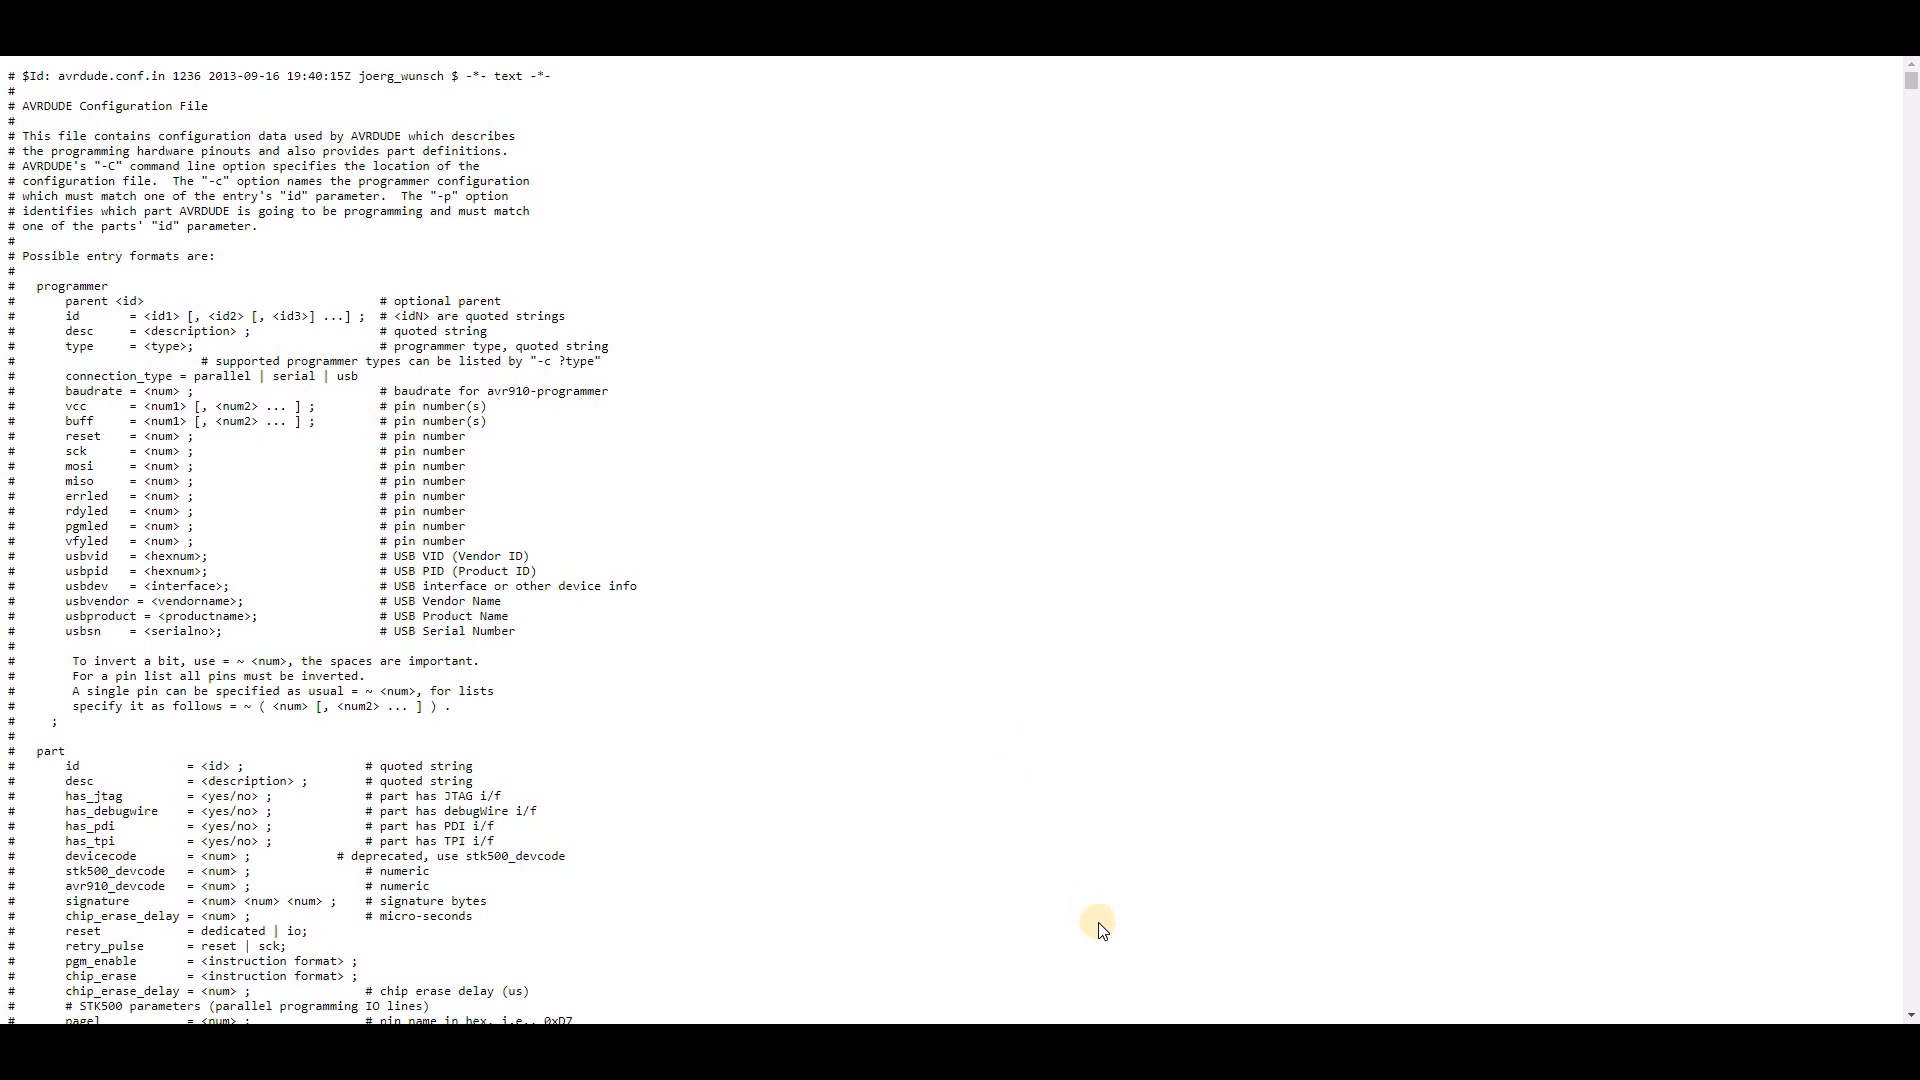 # $Id: avrdude.conf.in 1236 2013-09-16 19:40:15Z joerg_wunsch $ -*- text -*-
#
# AVRDUDE Configuration File
#
# This file contains configuration data used by AVRDUDE which describes
# the programming hardware pinouts and also provides part definitions.
# AVRDUDE's "-C" command line option specifies the location of the
# configuration file.  The "-c" option names the programmer configuration
# which must match one of the entry's "id" parameter.  The "-p" option
# identifies which part AVRDUDE is going to be programming and must match
# one of the parts' "id" parameter.
#
# Possible entry formats are:
#
#   programmer
#       parent <id>                                 # optional parent
#       id       = <id1> [, <id2> [, <id3>] ...] ;  # <idN> are quoted strings
#       desc     = <description> ;                  # quoted string
#       type     = <type>;                          # programmer type, quoted string
#                          # supported programmer types can be listed by "-c ?type"
#       connection_type = parallel | serial | usb
#       baudrate = <num> ;                          # baudrate for avr910-programmer
#       vcc      = <num1> [, <num2> ... ] ;         # pin number(s)
#       buff     = <num1> [, <num2> ... ] ;         # pin number(s)
#       reset    = <num> ;                          # pin number
#       sck      = <num> ;                          # pin number
#       mosi     = <num> ;                          # pin number
#       miso     = <num> ;                          # pin number
#       errled   = <num> ;                          # pin number
#       rdyled   = <num> ;                          # pin number
#       pgmled   = <num> ;                          # pin number
#       vfyled   = <num> ;                          # pin number
#       usbvid   = <hexnum>;                        # USB VID (Vendor ID)
#       usbpid   = <hexnum>;                        # USB PID (Product ID)
#       usbdev   = <interface>;                     # USB interface or other device info
#       usbvendor = <vendorname>;                   # USB Vendor Name
#       usbproduct = <productname>;                 # USB Product Name
#       usbsn    = <serialno>;                      # USB Serial Number
#
#        To invert a bit, use = ~ <num>, the spaces are important.
#        For a pin list all pins must be inverted.
#        A single pin can be specified as usual = ~ <num>, for lists
#        specify it as follows = ~ ( <num> [, <num2> ... ] ) .
#     ;
#
#   part
#       id               = <id> ;                 # quoted string
#       desc             = <description> ;        # quoted string
#       has_jtag         = <yes/no> ;             # part has JTAG i/f
#       has_debugwire    = <yes/no> ;             # part has debugWire i/f
#       has_pdi          = <yes/no> ;             # part has PDI i/f
#       has_tpi          = <yes/no> ;             # part has TPI i/f
#       devicecode       = <num> ;            # deprecated, use stk500_devcode
#       stk500_devcode   = <num> ;                # numeric
#       avr910_devcode   = <num> ;                # numeric
#       signature        = <num> <num> <num> ;    # signature bytes
#       chip_erase_delay = <num> ;                # micro-seconds
#       reset            = dedicated | io;
#       retry_pulse      = reset | sck;
#       pgm_enable       = <instruction format> ;
#       chip_erase       = <instruction format> ;
#       chip_erase_delay = <num> ;                # chip erase delay (us)
#       # STK500 parameters (parallel programming IO lines)
#       pagel            = <num> ;                # pin name in hex, i.e., 0xD7